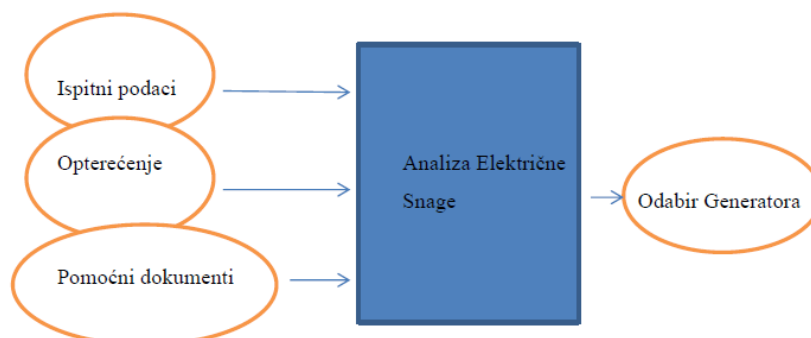 Ispitni podaci
Opterećenje
Pomoćni dokumenti
Analiza Električne
Snage
Odabir Generatora